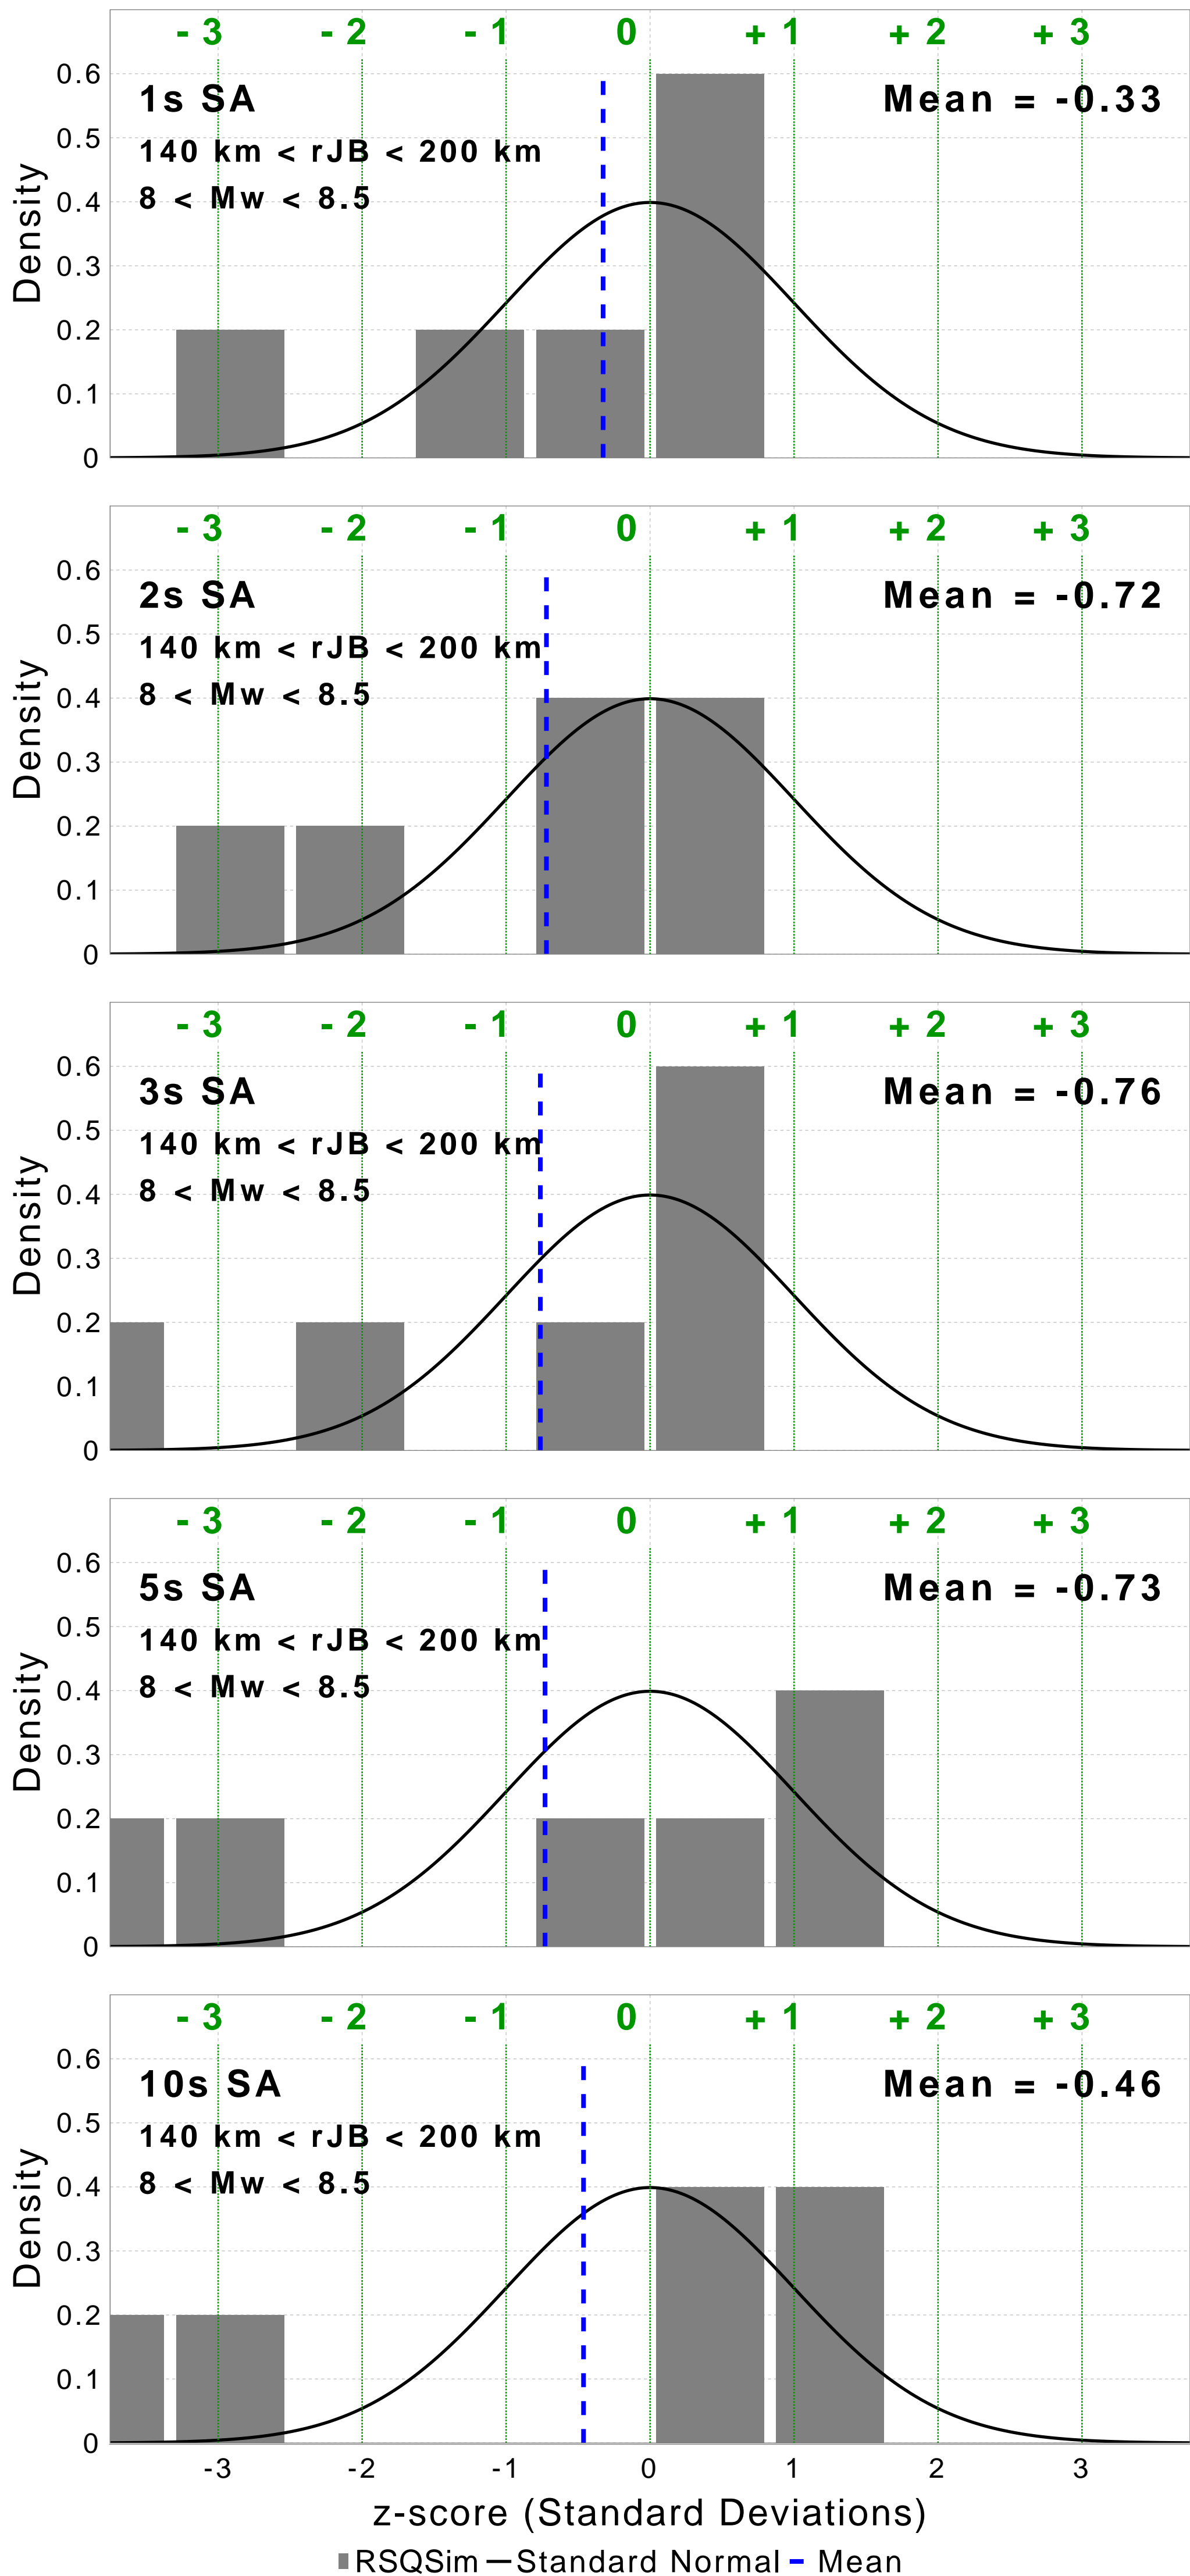 - 3 - 2 - 1 0 + 1 + 2 + 3
0.6
1s SA Mean = -0.33
0.5
140 km < rJB < 200 km
8 < Mw < 8.5
0.4
0.3
0.2
0.1
0
Density
- 3 - 2 - 1 0 + 1 + 2 + 3
0.6
2s SA Mean = -0.72
0.5
140 km < rJB < 200 km
8 < Mw < 8.5
0.4
0.3
0.2
0.1
0
Density
- 3 - 2 - 1 0 + 1 + 2 + 3
0.6
3s SA Mean = -0.76
0.5
140 km < rJB < 200 km
8 < Mw < 8.5
0.4
0.3
0.2
0.1
0
Density
- 3 - 2 - 1 0 + 1 + 2 + 3
0.6
5s SA Mean = -0.73
0.5
140 km < rJB < 200 km
8 < Mw < 8.5
0.4
0.3
0.2
0.1
0
Density
- 3 - 2 - 1 0 + 1 + 2 + 3
0.6
10s SA Mean = -0.46
0.5
140 km < rJB < 200 km
8 < Mw < 8.5
0.4
0.3
0.2
0.1
0
Density
-3 -2 -1 0 1 2 3
z-score (Standard Deviations)
RSQSim Standard Normal Mean